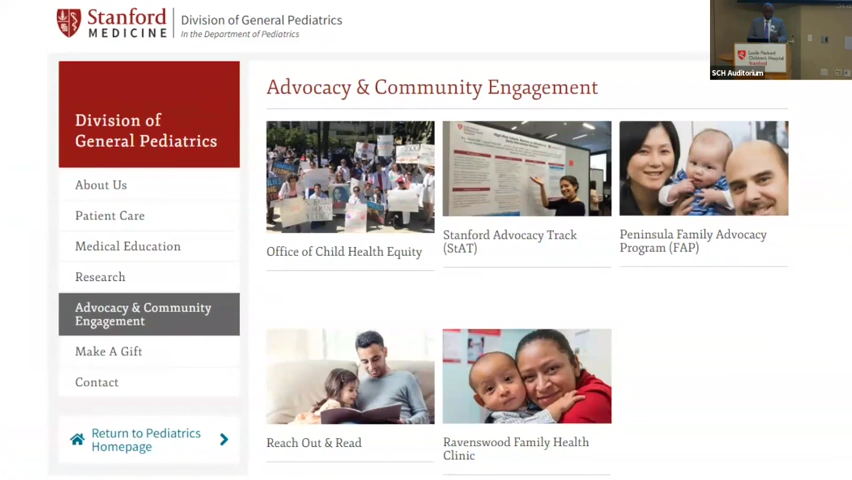 Stanford
MEDICINE
Division of General Pediatrics
In the Department of Pediatrics
SCH Auditorium
Division of
General Pediatrics
About Us
Patient Care
Medical Education
Research
Advocacy & Community
Engagement
Make A Gift
Contact
Return to Pediatrics
Homepage
Advocacy & Community Engagement
Office of Child Health Equity
Stanford Advocacy Track
(StAT)
Peninsula Family Advocacy
Program (FAP)
Reach Out & Read
Ravenswood Family Health
Clinic